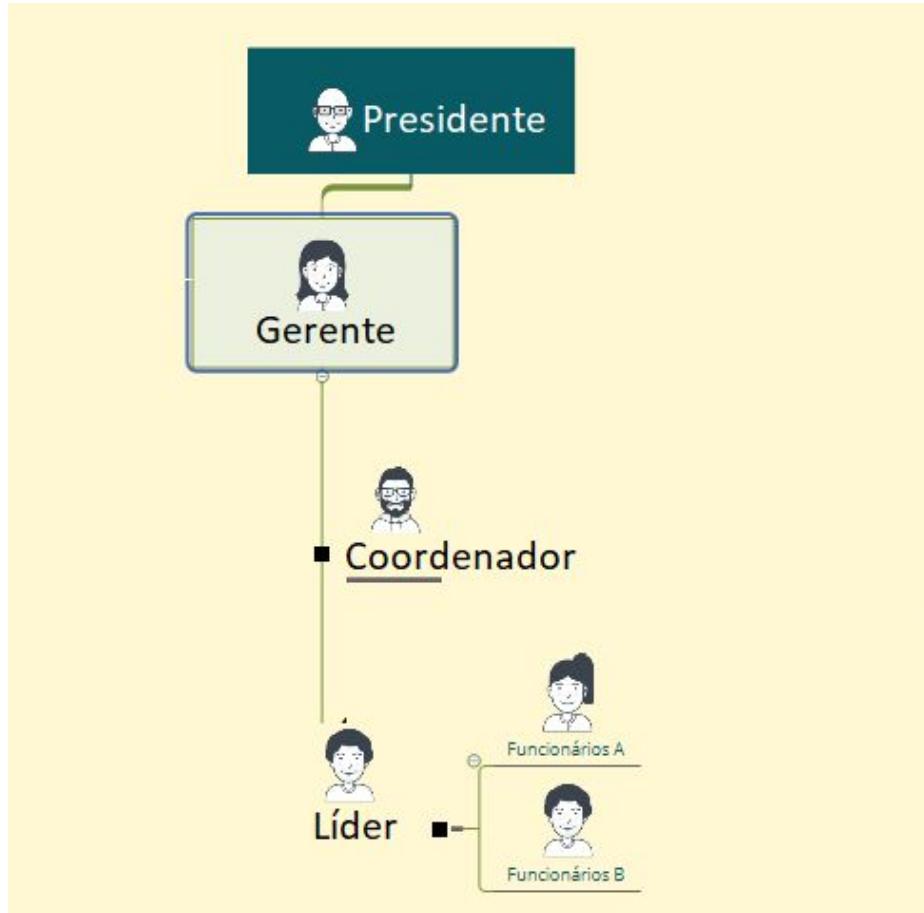 Presidente
Gerente
Coordenador
Funcionários A
Líder
Funcionários B